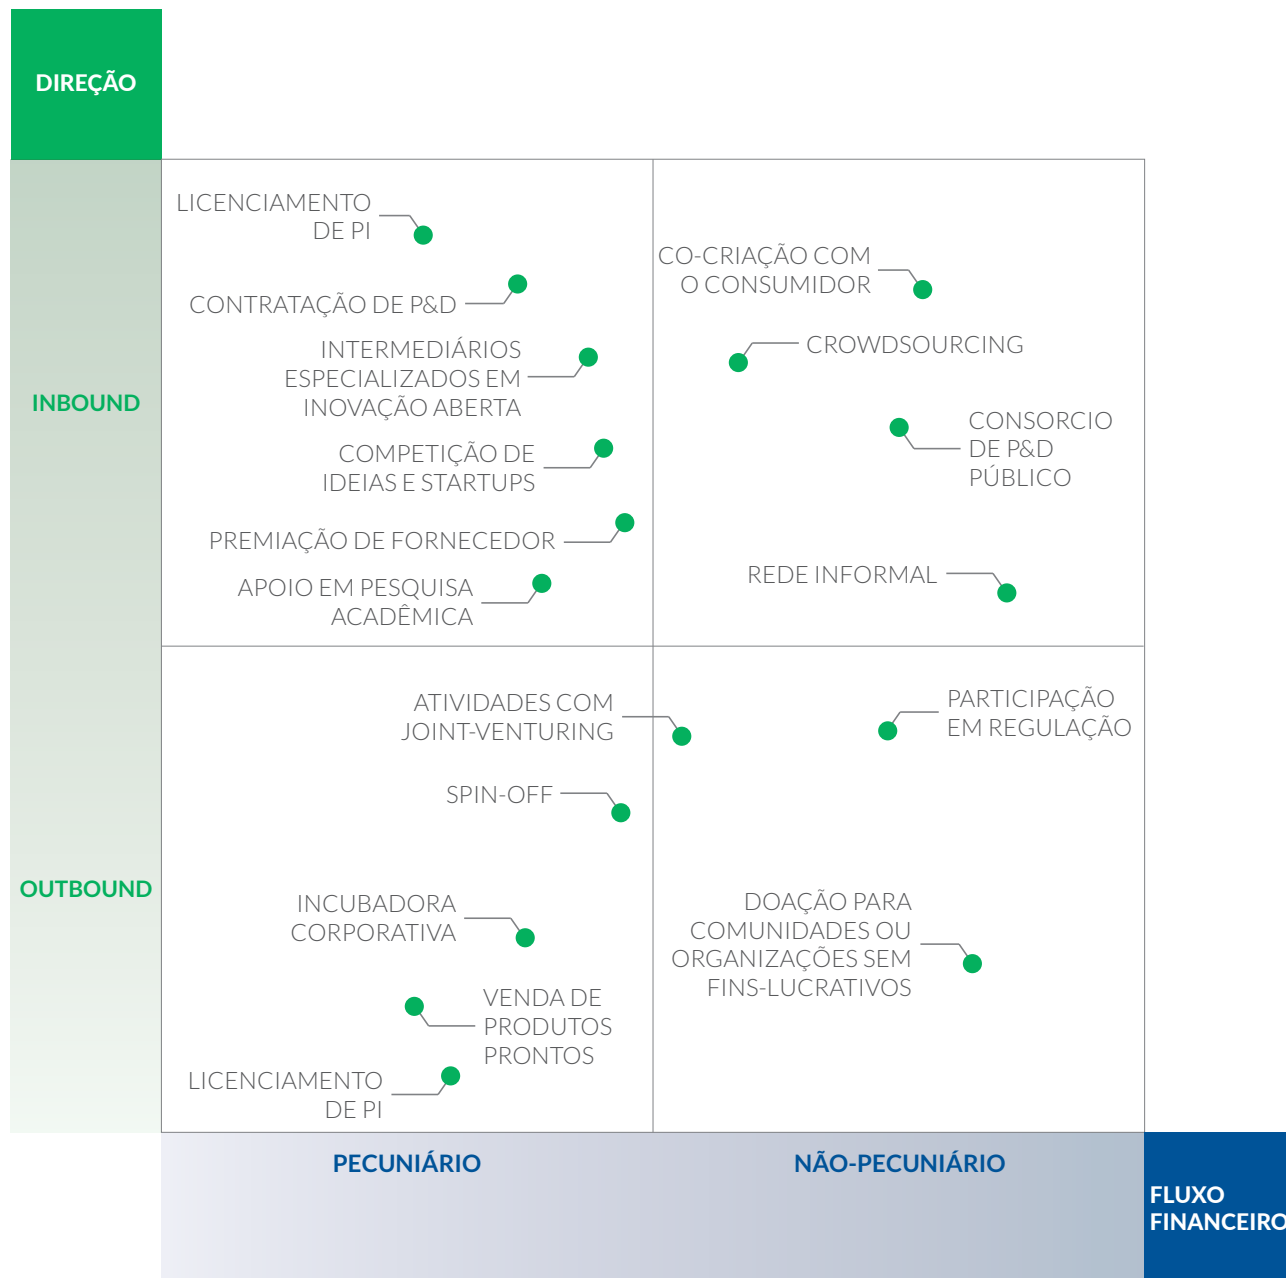 DIREÇÃO
LICENCIAMENTO
DE PI
CONTRATAÇÃO DE P&D
INTERMEDIÁRIOS
ESPECIALIZADOS EM
INOVAÇÃO ABERTA
COMPETIÇÃO DE
IDEIAS E STARTUPS
PREMIAÇÃO DE FORNECEDOR
APOIO EM PESQUISA
ACADÊMICA
CO-CRIAÇÃO COM
O CONSUMIDOR
CROWDSOURCING
CONSORCIO
DE P&D
PÚBLICO
REDE INFORMAL
INBOUND
ATIVIDADES COM
JOINT-VENTURING
SPIN-OFF
INCUBADORA
CORPORATIVA
VENDA DE
PRODUTOS
PRONTOS
LICENCIAMENTO
DE PI
PARTICIPAÇÃO
EM REGULAÇÃO
DOAÇÃO PARA
COMUNIDADES OU
ORGANIZAÇÕES SEM
FINS-LUCRATIVOS
OUTBOUND
PECUNIÁRIO
NÃO-PECUNIÁRIO
FLUXO
FINANCEIRO